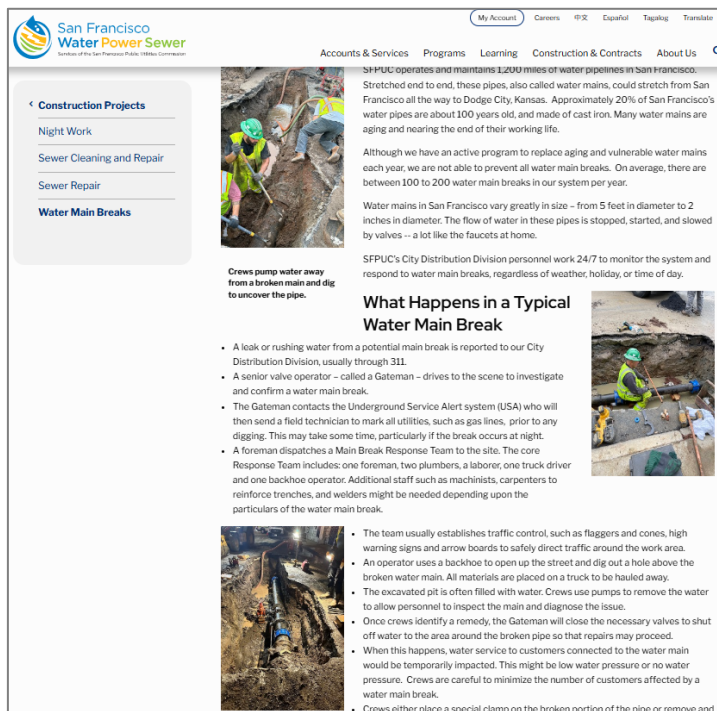 San Francisco
Water Power Sewer
Services of the San Francisco Public Utilities Commission
My Account
Careers
中文
Español
Tagalog
Translate
Accounts & Services
Programs
Learning
Construction & Contracts
About Us
Construction Projects
Night Work
Sewer Cleaning and Repair
Sewer Repair
Water Main Breaks
SFPUC operates and maintains 1,200 miles of water pipelines in San Francisco.
Stretched end to end, these pipes, also called water mains, could stretch from San
Francisco all the way to Dodge City, Kansas. Approximately 20% of San Francisco's
water pipes are about 100 years old, and made of cast iron. Many water mains are
aging and nearing the end of their working life.
Although we have an active program to replace aging and vulnerable water mains
each year, we are not able to prevent all water main breaks. On average, there are
between 100 to 200 water main breaks in our system per year.
Water mains in San Francisco vary greatly in size – from 5 feet in diameter to 2
inches in diameter. The flow of water in these pipes is stopped, started, and slowed
by valves -- a lot like the faucets at home.
SFPUC's City Distribution Division personnel work 24/7 to monitor the system and
respond to water main breaks, regardless of weather, holiday, or time of day.
Crews pump water away
from a broken main and dig
to uncover the pipe.
What Happens in a Typical
Water Main Break
• A leak or rushing water from a potential main break is reported to our City
Distribution Division, usually through 311.
• A senior valve operator – called a Gateman – drives to the scene to investigate
and confirm a water main break.
• The Gateman contacts the Underground Service Alert system (USA) who will
then send a field technician to mark all utilities, such as gas lines, prior to any
digging. This may take some time, particularly if the break occurs at night.
• A foreman dispatches a Main Break Response Team to the site. The core
Response Team includes: one foreman, two plumbers, a laborer, one truck driver
and one backhoe operator. Additional staff such as machinists, carpenters to
reinforce trenches, and welders might be needed depending upon the
particulars of the water main break.
• The team usually establishes traffic control, such as flaggers and cones, high
warning signs and arrow boards to safely direct traffic around the work area.
• An operator uses a backhoe to open up the street and dig out a hole above the
broken water main. All materials are placed on a truck to be hauled away.
• The excavated pit is often filled with water. Crews use pumps to remove the water
to allow personnel to inspect the main and diagnose the issue.
• Once crews identify a remedy, the Gateman will close the necessary valves to shut
off water to the area around the broken pipe so that repairs may proceed.
• When this happens, water service to customers connected to the water main
would be temporarily impacted. This might be low water pressure or no water
pressure. Crews are careful to minimize the number of customers affected by a
water main break.
• Crews either place a special clamp on the broken portion of the pipe or remove and